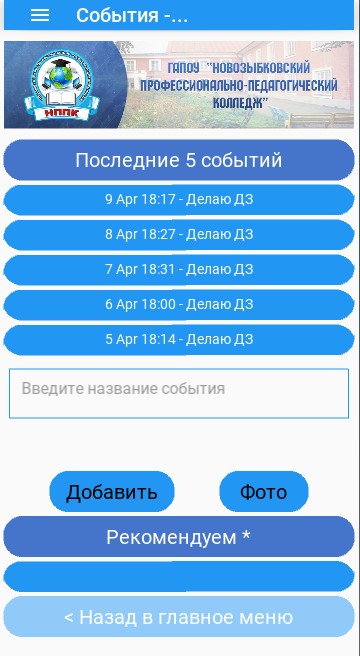 События -...
ГАПОУ "НОВОЗЫБКОВСКИЙ
ПРОФЕССИОНАЛЬНО-ПЕДАГОГИЧЕСКИЙ
КОЛЛЕДЖ"
НППК
Последние 5 событий
9 Apr 18:17 - Делаю ДЗ
8 Apr 18:27 - Делаю ДЗ
7 Apr 18:31 - Делаю ДЗ
6 Apr 18:00 - Делаю ДЗ
5 Apr 18:14 - Делаю ДЗ
Введите название события
Добавить Фото
Рекомендуем *
< Назад в главное меню